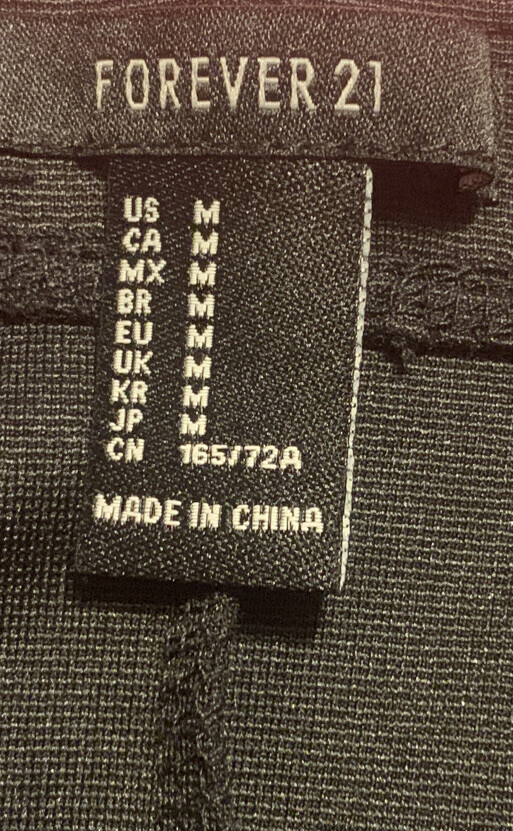 FOREVER 21
US M
CA M
MX M
BR M
EU M
UK M
KR M
JP M
CN 165/72A
MADE IN CHINA